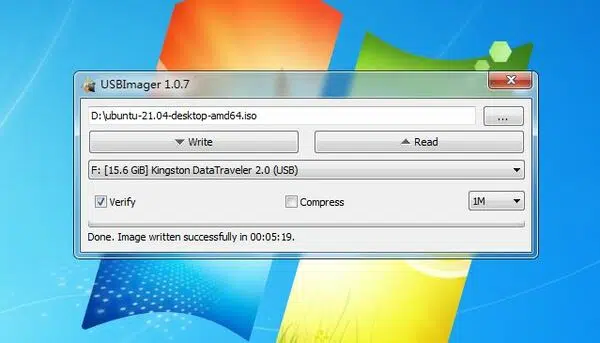 USBImager 1.0.7
D:\ubuntu-21.04-desktop-amd64.iso
...
Write
Read
F: [15.6 GiB] Kingston DataTraveler 2.0 (USB)
Verify
Compress
1M
Done. Image written successfully in 00:05:19.